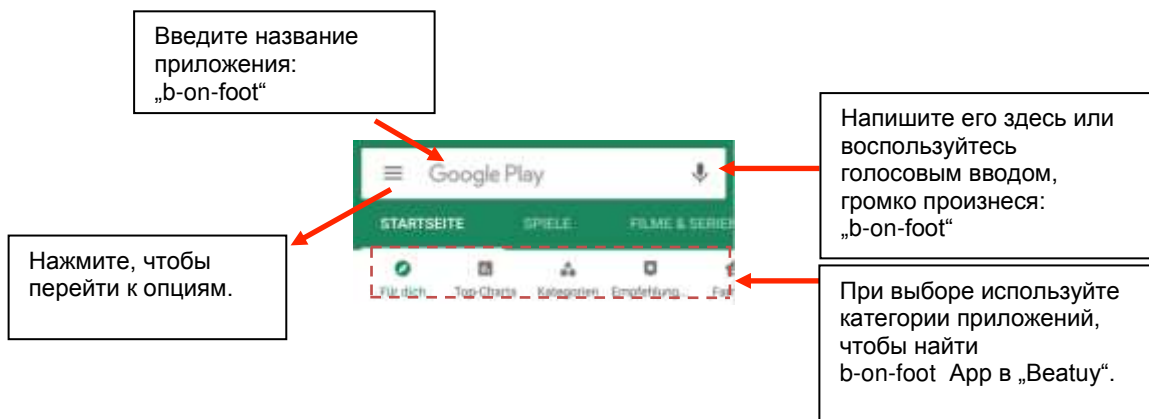 Введите название
приложения:
„b-on-foot“
Напишите его здесь или
воспользуйтесь
голосовым вводом,
громко произнеся:
„b-on-foot“
Google Play
STARTSEITE SPIELE FILME & SERIEN
Für dich Top-Charts Kategorien Empfehlung...
Нажмите, чтобы
перейти к опциям.
При выборе используйте
категории приложений,
чтобы найти
b-on-foot App в „Beatuy“.